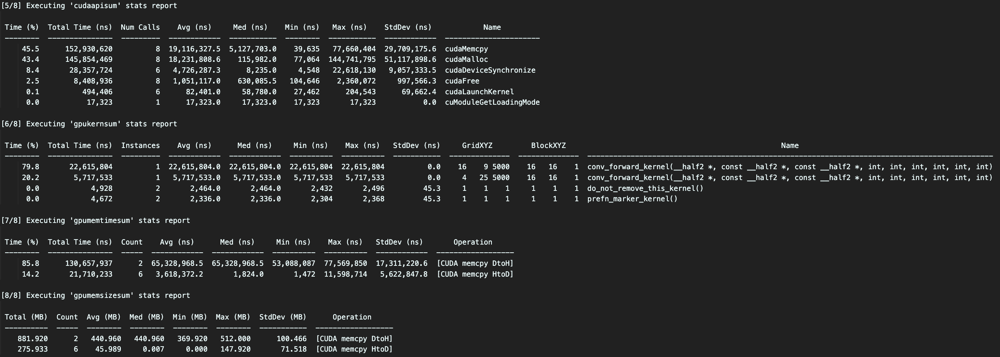 [5/8] Executing 'cudaapisum' stats report
Time (%) Total Time (ns) Num Calls Avg (ns) Med (ns) Min (ns) Max (ns) StdDev (ns) Name
-------- --------------- --------- ------------ ----------- -------- ----------- ------------ ----------------------
45.5 152,930,620 8 19,116,327.5 5,127,703.0 39,635 77,660,404 29,709,175.6 cudaMemcpy
43.4 145,854,469 8 18,231,808.6 115,982.0 77,064 144,741,795 51,117,898.6 cudaMalloc
8.4 28,357,724 6 4,726,287.3 8,235.0 4,548 22,618,130 9,057,333.5 cudaDeviceSynchronize
2.5 8,408,936 8 1,051,117.0 630,085.5 104,646 2,360,072 997,566.3 cudaFree
0.1 494,406 6 82,401.0 58,780.0 27,462 204,543 69,662.4 cudaLaunchKernel
0.0 17,323 1 17,323.0 17,323.0 17,323 17,323 0.0 cuModuleGetLoadingMode
[6/8] Executing 'gpukernsum' stats report
Time (%) Total Time (ns) Instances Avg (ns) Med (ns) Min (ns) Max (ns) StdDev (ns) GridXYZ BlockXYZ Name
-------- --------------- --------- ------------ ------------ ---------- ---------- ----------- -------------- -------------- ----------------------------------------------------------------------------------------------
79.8 22,615,804 1 22,615,804.0 22,615,804.0 22,615,804 22,615,804 0.0 16 9 5000 16 16 1 conv_forward_kernel(__half2 *, const __half2 *, const __half2 *, int, int, int, int, int, int)
20.2 5,717,533 1 5,717,533.0 5,717,533.0 5,717,533 5,717,533 0.0 4 25 5000 16 16 1 conv_forward_kernel(__half2 *, const __half2 *, const __half2 *, int, int, int, int, int, int)
0.0 4,928 2 2,464.0 2,464.0 2,432 2,496 45.3 1 1 1 1 1 1 do_not_remove_this_kernel()
0.0 4,672 2 2,336.0 2,336.0 2,304 2,368 45.3 1 1 1 1 1 1 prefn_marker_kernel()
[7/8] Executing 'gpumemtimesum' stats report
Time (%) Total Time (ns) Count Avg (ns) Med (ns) Min (ns) Max (ns) StdDev (ns) Operation
-------- --------------- ----- ------------ ------------ ---------- ---------- ------------ ------------------
85.8 130,657,937 2 65,328,968.5 65,328,968.5 53,088,087 77,569,850 17,311,220.6 [CUDA memcpy DtoH]
14.2 21,710,233 6 3,618,372.2 1,824.0 1,472 11,598,714 5,622,847.8 [CUDA memcpy HtoD]
[8/8] Executing 'gpumemsizesum' stats report
Total (MB) Count Avg (MB) Med (MB) Min (MB) Max (MB) StdDev (MB) Operation
---------- ----- -------- -------- -------- -------- ----------- ------------------
881.920 2 440.960 440.960 369.920 512.000 100.466 [CUDA memcpy DtoH]
275.933 6 45.989 0.007 0.000 147.920 71.518 [CUDA memcpy HtoD]